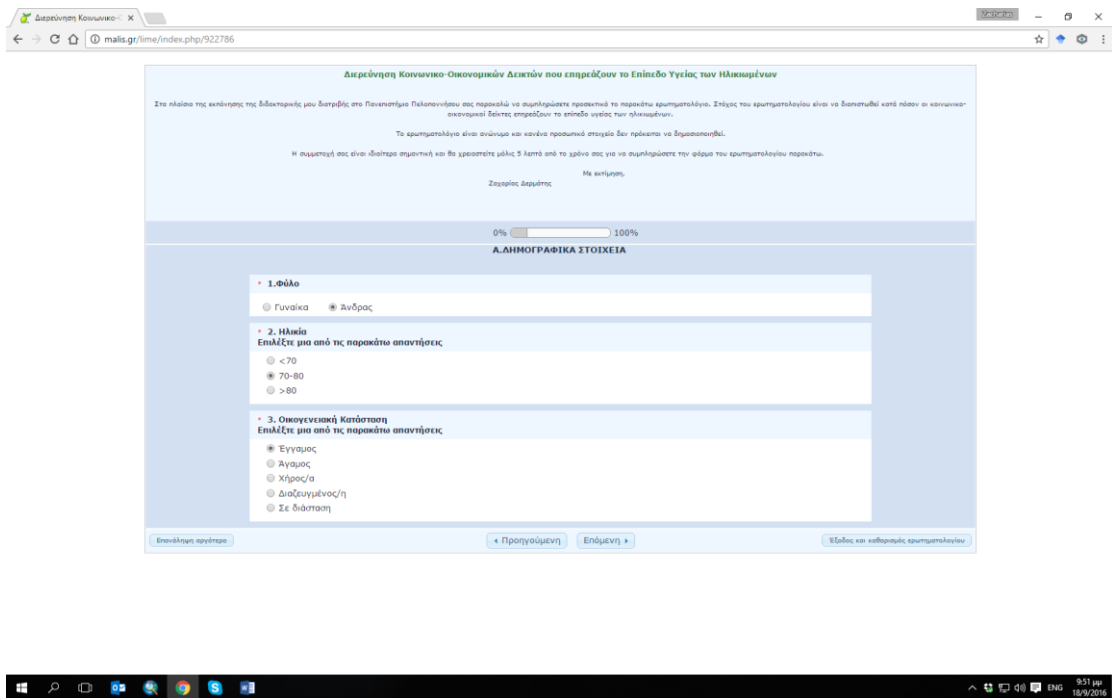 Διερεύνηση Κοινωνικο-Ο
Zacharias
malis.gr/lime/index.php/922786
Διερεύνηση Κοινωνικο-Οικονομικών Δεικτών που επηρεάζουν το Επίπεδο Υγείας των Ηλικιωμένων
Στα πλαίσια της εκπόνησης της διδακτορικής μου διατριβής στο Πανεπιστήμιο Πελοποννήσου σας παρακαλώ να συμπληρώσετε προσεκτικά το παρακάτω ερωτηματολόγιο. Στόχος του ερωτηματολογίου είναι να διαπιστωθεί κατά πόσον οι κοινωνικο-
οικονομικοί δείκτες επηρεάζουν το επίπεδο υγείας των ηλικιωμένων.
Το ερωτηματολόγιο είναι ανώνυμο και κανένα προσωπικό στοιχείο δεν πρόκειται να δημοσιοποιηθεί.
Η συμμετοχή σας είναι ιδιαίτερα σημαντική και θα χρειαστείτε μόλις 5 λεπτά από το χρόνο σας για να συμπληρώσετε την φόρμα του ερωτηματολογίου παρακάτω.
Με εκτίμηση,
Ζαχαρίας Δερμάτης
0% 100%
Α.ΔΗΜΟΓΡΑΦΙΚΑ ΣΤΟΙΧΕΙΑ
* 1.Φύλο
Γυναίκα Άνδρας
* 2. Ηλικία
Επιλέξτε μια από τις παρακάτω απαντήσεις
<70
70-80
>80
* 3. Οικογενειακή Κατάσταση
Επιλέξτε μια από τις παρακάτω απαντήσεις
Έγγαμος
Άγαμος
Χήρος/α
Διαζευγμένος/η
Σε διάσταση
Επανάληψη αργότερα Προηγούμενη Επόμενη Έξοδος και καθαρισμός ερωτηματολογίου
ENG 9:51 μμ
18/9/2016